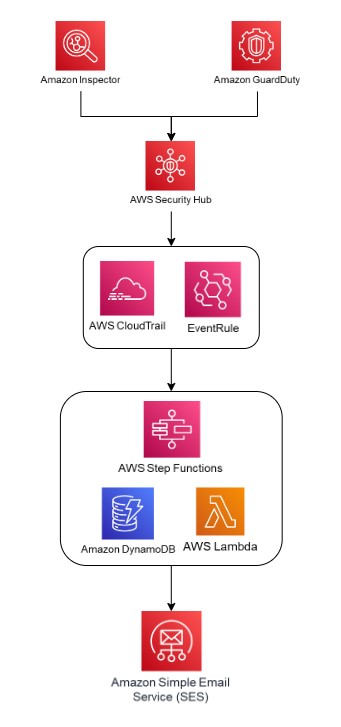 Amazon Inspector
Amazon GuardDuty
AWS Security Hub
AWS CloudTrail
EventRule
AWS Step Functions
Amazon DynamoDB
AWS Lambda
Amazon Simple Email
Service (SES)